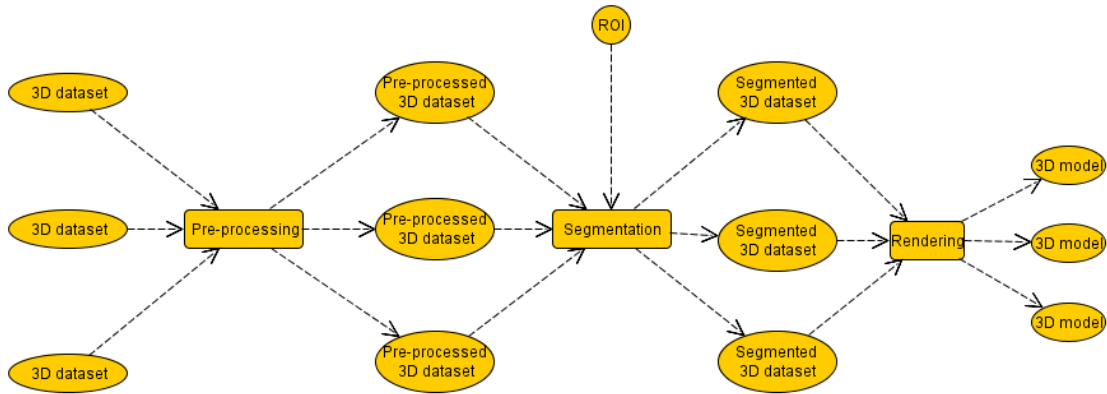 ROI
3D dataset
Pre-processed
3D dataset
Segmented
3D dataset
3D model
3D dataset
Pre-processing
Pre-processed
3D dataset
Segmentation
Segmented
3D dataset
Rendering
3D model
3D dataset
Pre-processed
3D dataset
Segmented
3D dataset
3D model